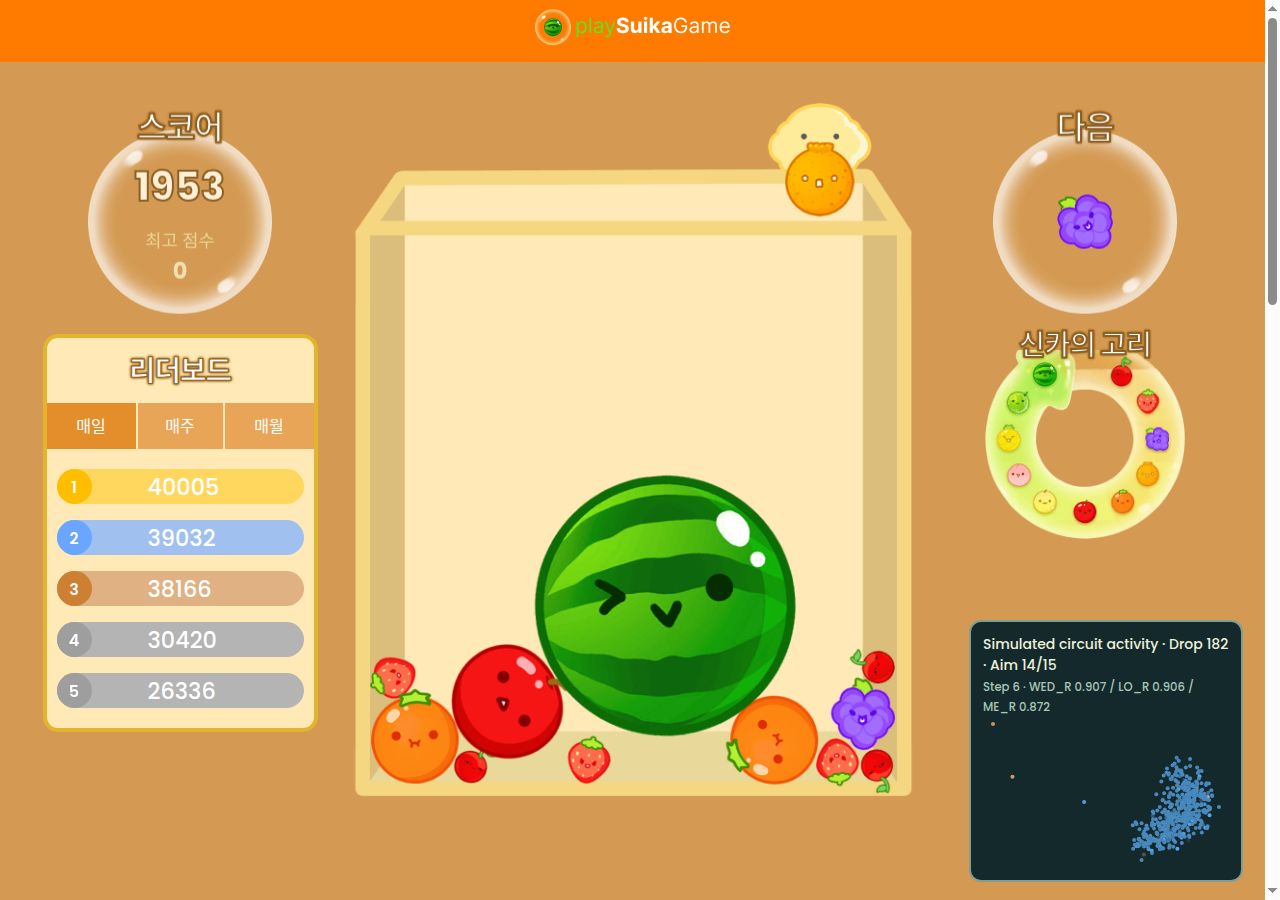 playSuikaGame
스코어
1953
최고 점수
0
리더보드
매일 매주 매월
1 40005
2 39032
3 38166
4 30420
5 26336
다음
신카의 고리
Simulated circuit activity · Drop 182
· Aim 14/15
Step 6 · WED_R 0.907 / LO_R 0.906 /
ME_R 0.872